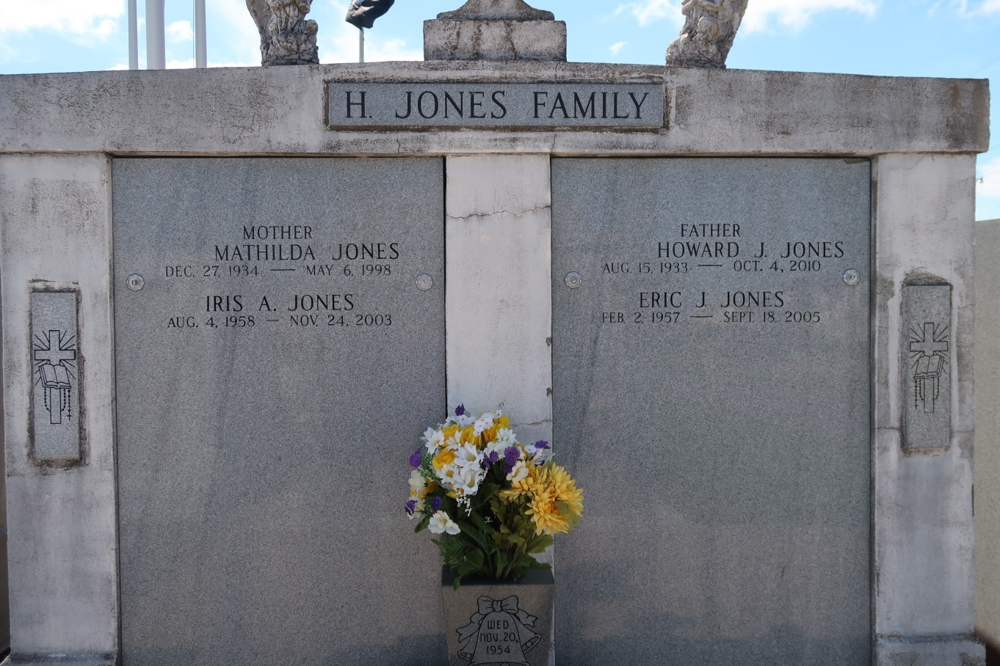 H. JONES FAMILY
MOTHER
MATHILDA JONES
DEC. 27, 1934 — MAY 6, 1998
IRIS A. JONES
AUG. 4, 1958 — NOV. 24, 2003
FATHER
HOWARD J. JONES
AUG. 15, 1933 — OCT. 4, 2010
ERIC J. JONES
FEB. 2, 1957 — SEPT. 18, 2005
WED
NOV. 20,
1954